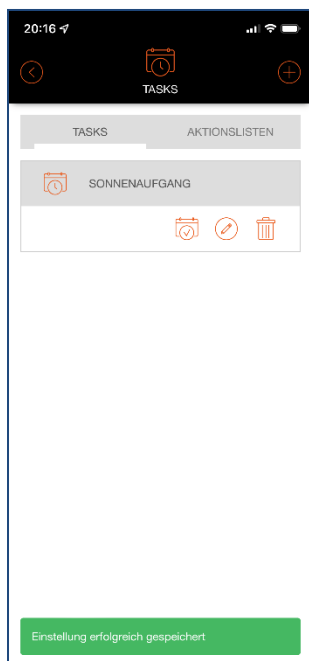 20:16
TASKS
TASKS AKTIONSLISTEN
SONNENAUFGANG
Einstellung erfolgreich gespeichert